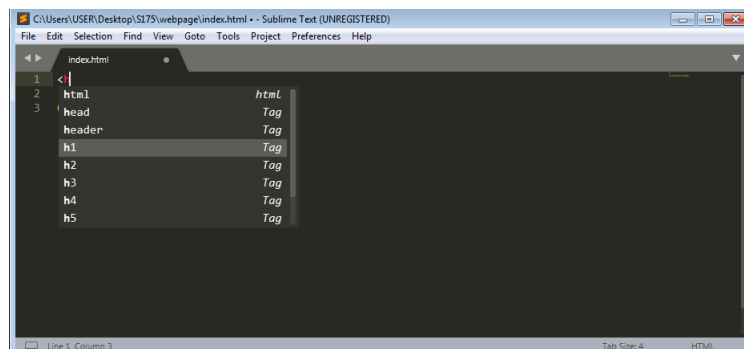 C:\Users\USER\Desktop\S175\webpage\index.html • - Sublime Text (UNREGISTERED)
File Edit Selection Find View Goto Tools Project Preferences Help
index.html
1 <h
2 html html
3 head Tag
header Tag
h1 Tag
h2 Tag
h3 Tag
h4 Tag
h5 Tag
Line 1, Column 3 Tab Size: 4 HTML